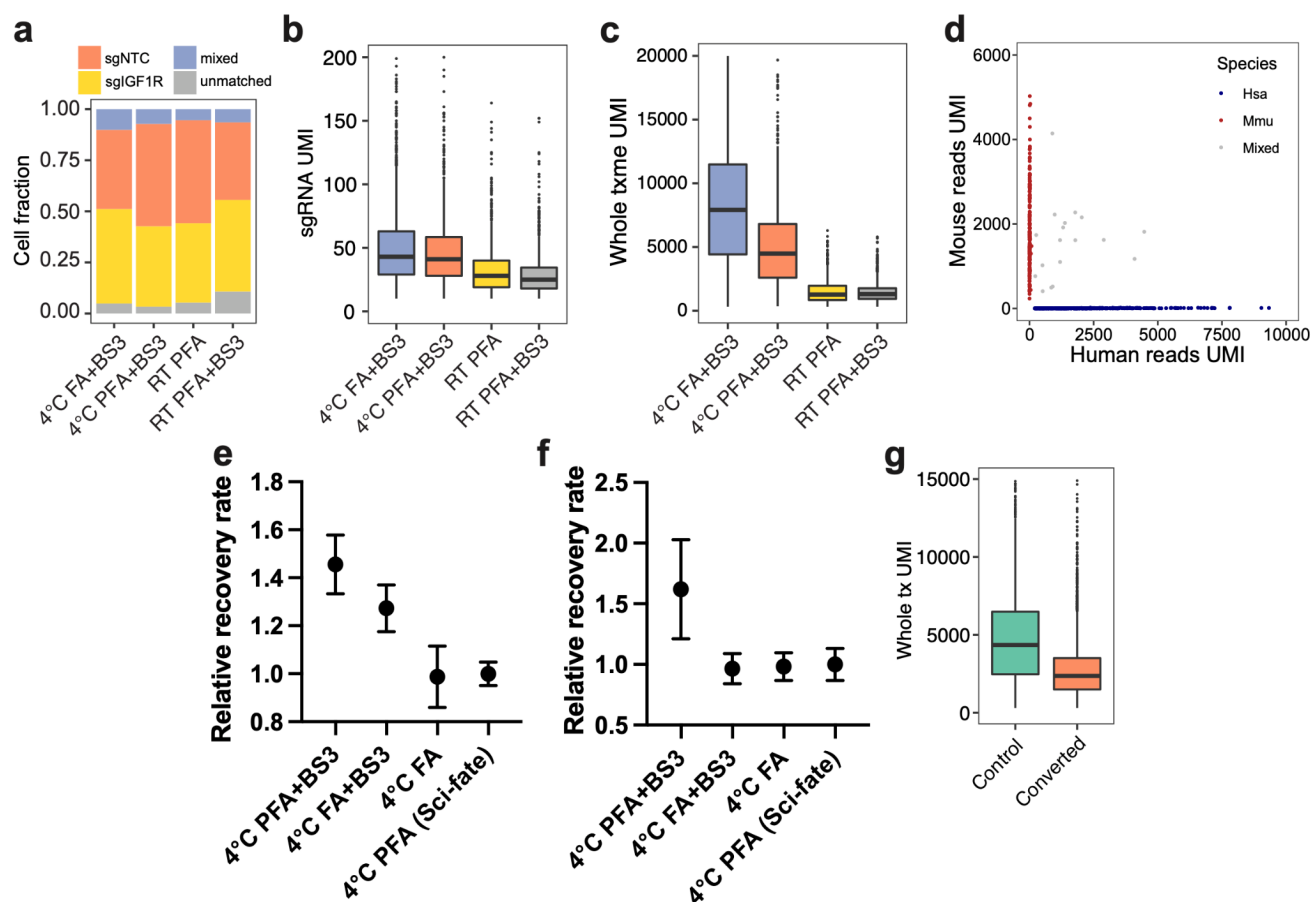 a
sgNTC
mixed
sgIGF1R
unmatched
Cell fraction
1.00
0.75
0.50
0.25
0.00
4°C FA+BS3
4°C PFA+BS3
RT PFA
RT PFA+BS3
b
sgRNA UMI
200
150
100
50
0
4°C FA+BS3
4°C PFA+BS3
RT PFA
RT PFA+BS3
c
Whole txme UMI
20000
15000
10000
5000
0
4°C FA+BS3
4°C PFA+BS3
RT PFA
RT PFA+BS3
d
Mouse reads UMI
6000
4000
2000
0
Species
Hsa
Mmu
Mixed
0
2500
5000
7500
10000
Human reads UMI
e
Relative recovery rate
1.8
1.6
1.4
1.2
1.0
0.8
4°C PFA+BS3
4°C FA+BS3
4°C FA
4°C PFA (Sci-fate)
f
Relative recovery rate
2.5
2.0
1.5
1.0
0.5
4°C PFA+BS3
4°C FA+BS3
4°C FA
4°C PFA (Sci-fate)
g
Whole tx UMI
15000
10000
5000
0
Control
Converted